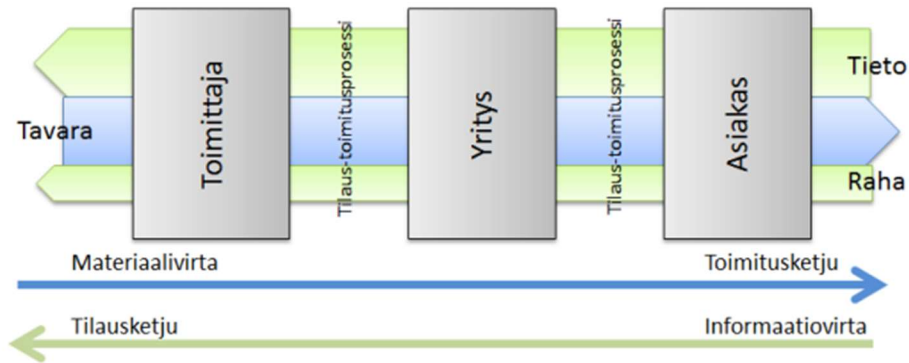 Tavara
Toimittaja
Tilaus-toimitusprosessi
Yritys
Tilaus-toimitusprosessi
Asiakas
Tieto
Raha
Materiaalivirta
Toimitusketju
Tilausketju
Informaatiovirta